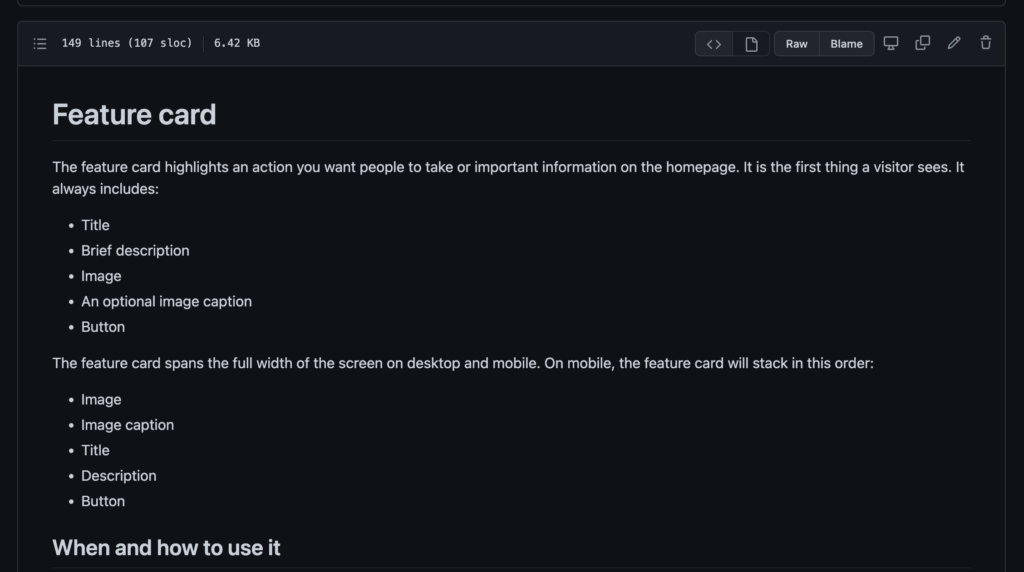 149 lines (107 sloc) 6.42 KB Raw Blame
Feature card
The feature card highlights an action you want people to take or important information on the homepage. It is the first thing a visitor sees. It
always includes:
• Title
• Brief description
• Image
• An optional image caption
• Button
The feature card spans the full width of the screen on desktop and mobile. On mobile, the feature card will stack in this order:
• Image
• Image caption
• Title
• Description
• Button
When and how to use it